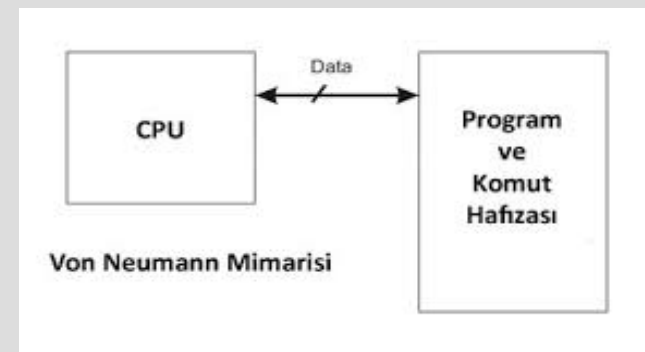 Data
CPU
Program
ve
Komut
Hafızası
Von Neumann Mimarisi